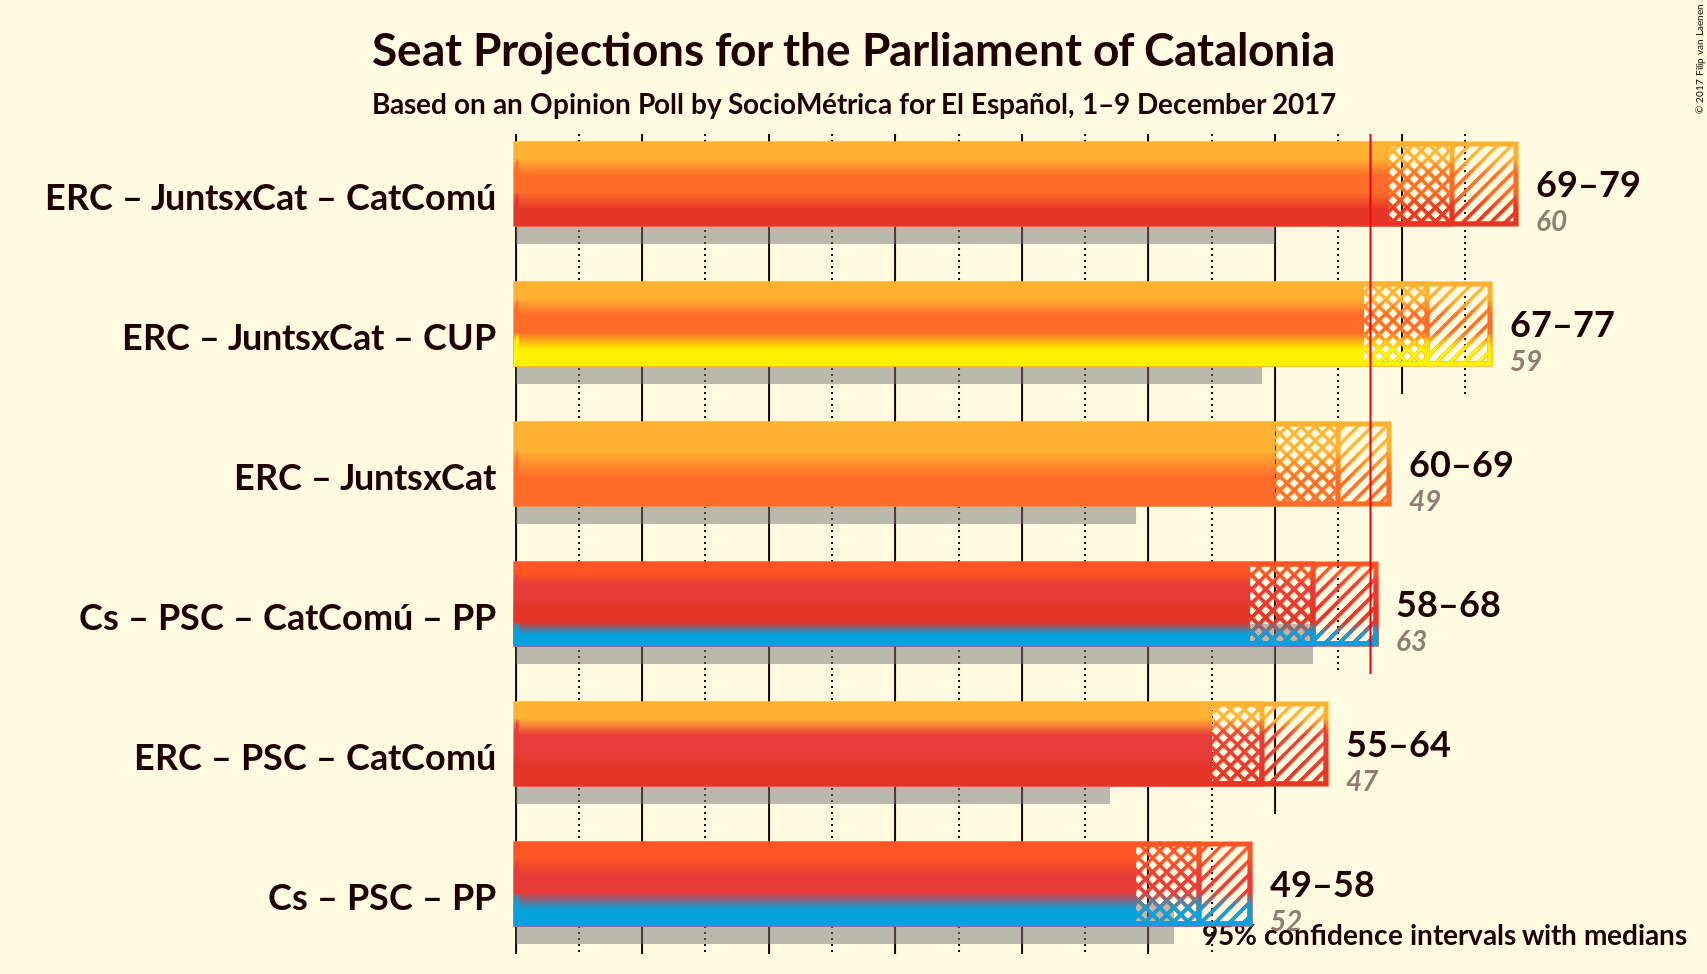 Seat Projections for the Parliament of Catalonia
Based on an Opinion Poll by SocioMétrica for El Español, 1–9 December 2017
© 2017 Filip van Laenen
ERC – JuntsxCat – CatComú
69–79
60
ERC – JuntsxCat – CUP
67–77
59
ERC – JuntsxCat
60–69
49
Cs – PSC – CatComú – PP
58–68
63
ERC – PSC – CatComú
55–64
47
Cs – PSC – PP
49–58
52
95% confidence intervals with medians